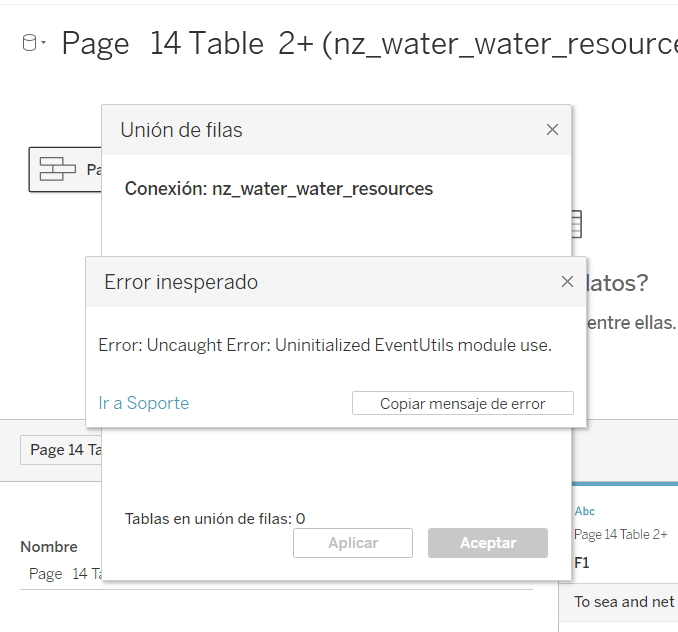 Page 14 Table 2+ (nz_water_water_resource
Unión de filas
Conexión: nz_water_water_resources
Error inesperado
latos?
entre ellas.
Error: Uncaught Error: Uninitialized EventUtils module use.
Ir a Soporte
Copiar mensaje de error
Page 14 Ta
Tablas en unión de filas: 0
Aplicar
Aceptar
Abc
Page 14 Table 2+
F1
Nombre
Page 14 Ta
To sea and net